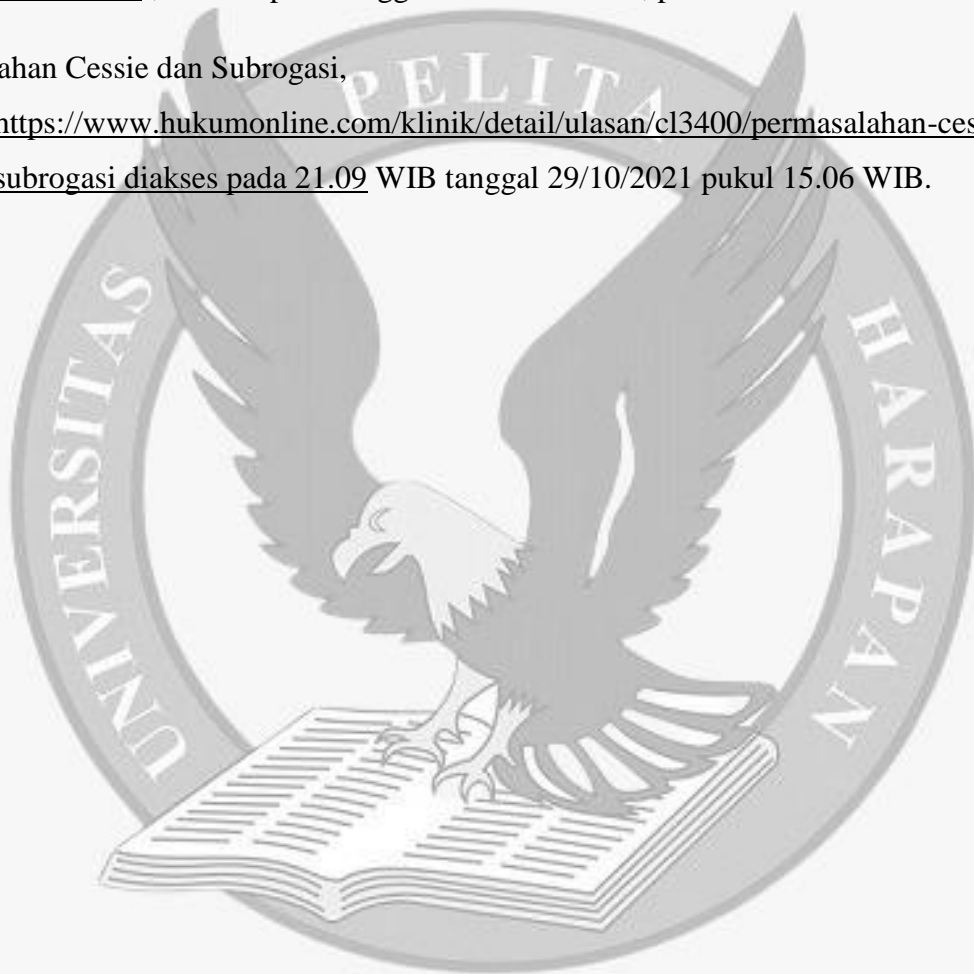 PELITA
ahan Cessie dan Subrogasi,
https://www.hukumonline.com/klinik/detail/ulasan/cl3400/permasalahan-ces
subrogasi diakses pada 21.09 WIB tanggal 29/10/2021 pukul 15.06 WIB.
UNIVERSITAS
HARAPAN